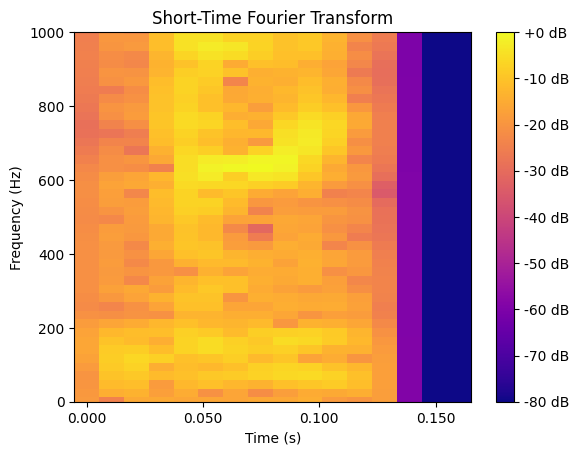 Short-Time Fourier Transform
1000
800
600
400
200
0
Frequency (Hz)
0.000
0.050
0.100
0.150
Time (s)
+0 dB
-10 dB
-20 dB
-30 dB
-40 dB
-50 dB
-60 dB
-70 dB
-80 dB